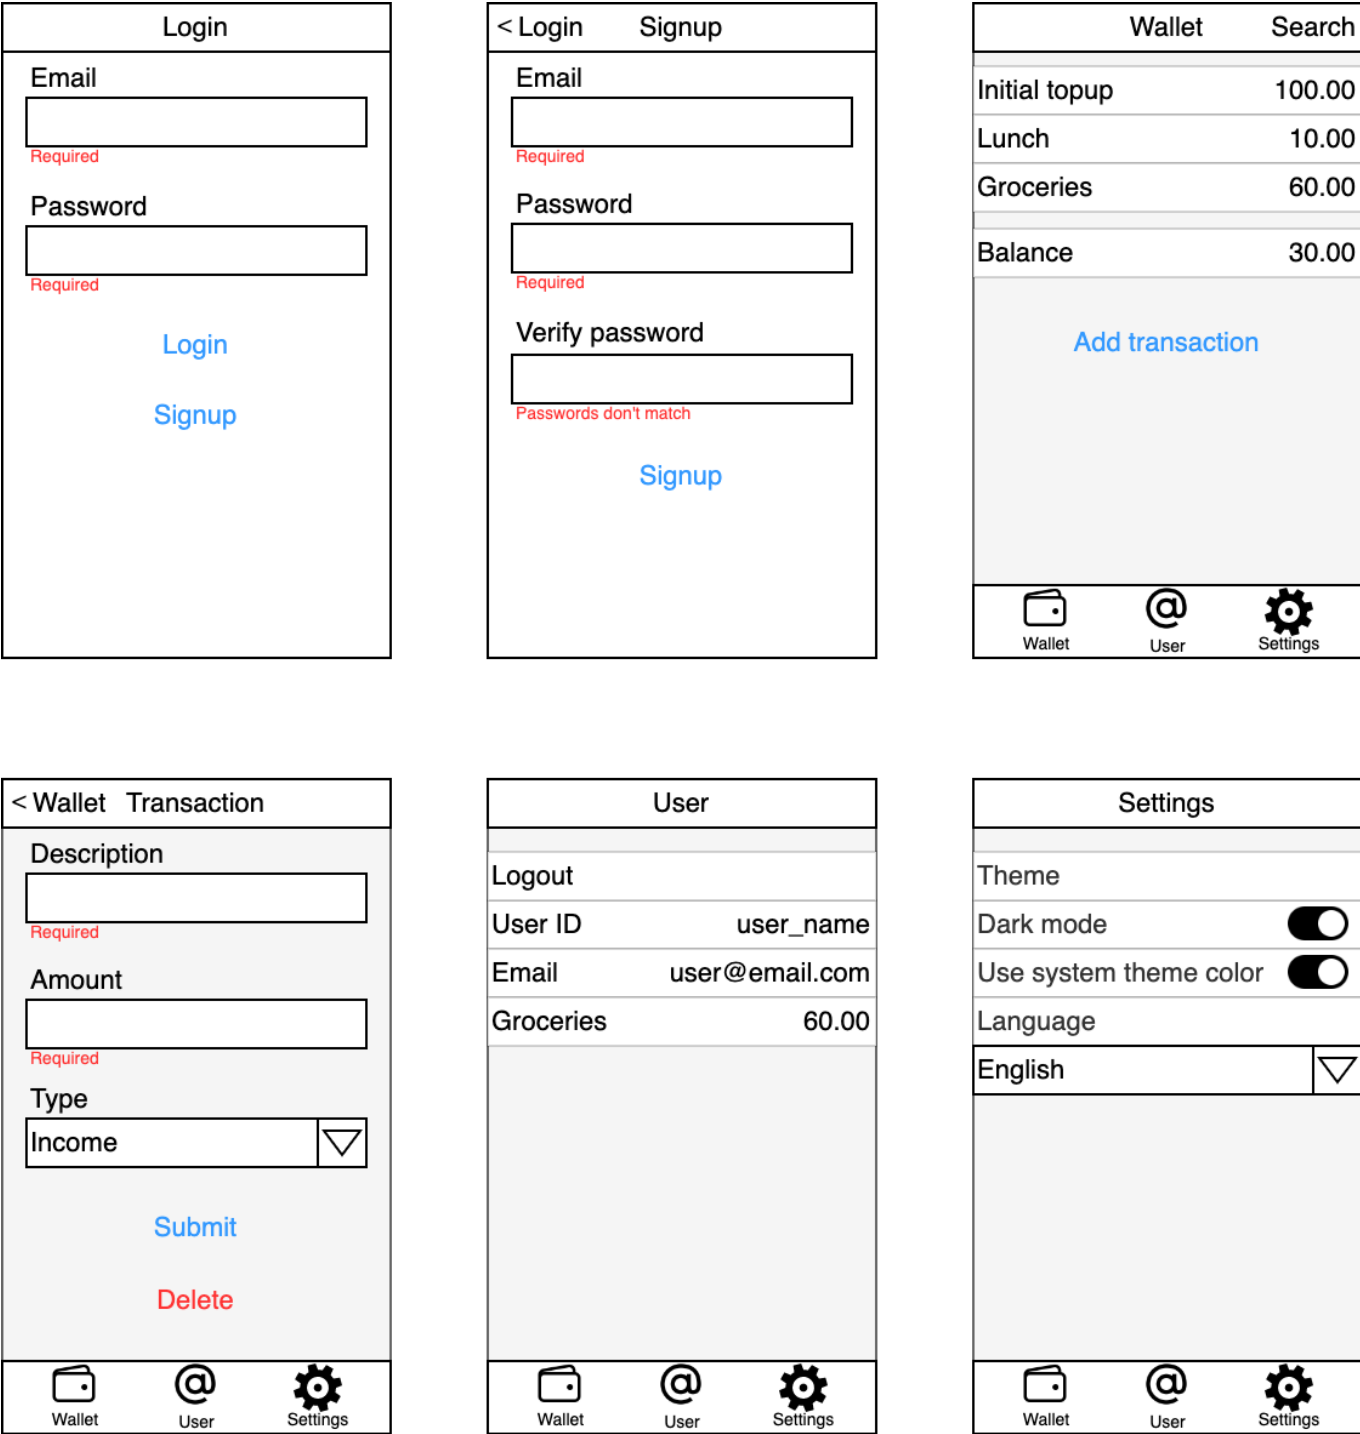 Login
Email
Required
Password
Required
Login
Signup
< Login Signup
Email
Required
Password
Required
Verify password
Passwords don't match
Signup
Wallet Search
Initial topup 100.00
Lunch 10.00
Groceries 60.00
Balance 30.00
Add transaction
Wallet User Settings
< Wallet Transaction
Description
Required
Amount
Required
Type
Income
Submit
Delete
Wallet User Settings
User
Logout
User ID user_name
Email user@email.com
Groceries 60.00
Wallet User Settings
Settings
Theme
Dark mode
Use system theme color
Language
English
Wallet User Settings